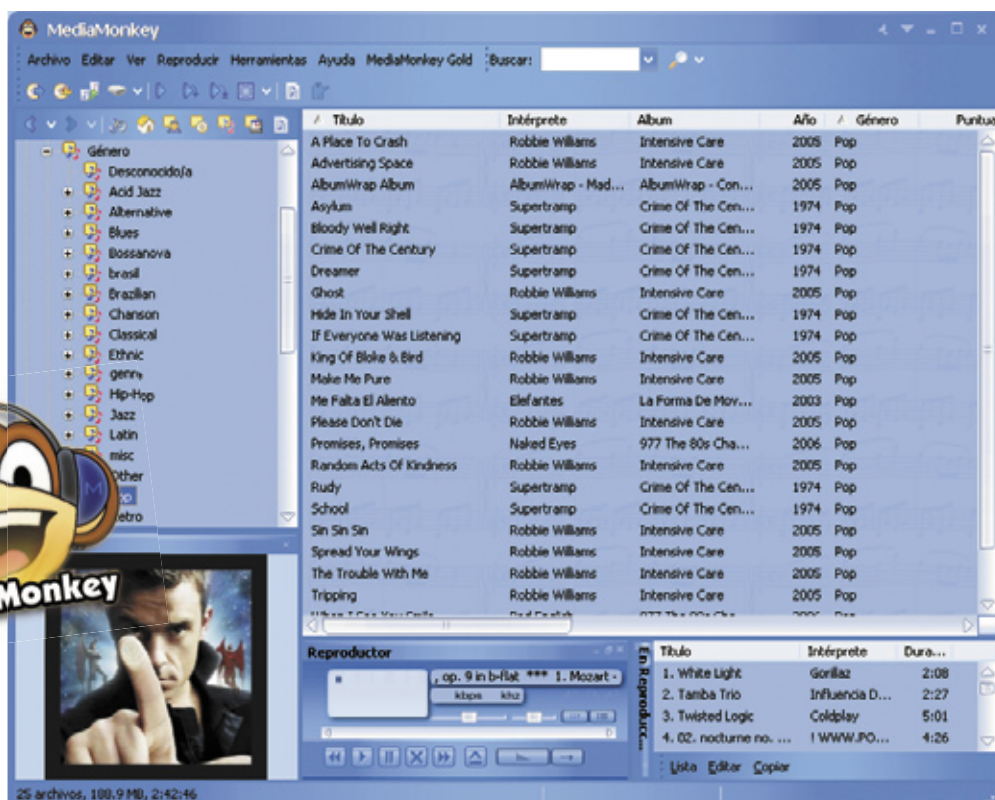 MediaMonkey
Archivo Editar Ver Reproducir Herramientas Ayuda MediaMonkey Gold Buscar:
Título Intérprete Album Año Género Puntua
Género
Desconocido/a
Acid Jazz
Alternative
Blues
Bossanova
brasil
Brazilian
Chanson
Classical
Ethnic
Hip-Hop
Jazz
Latin
misc
Other
A Place To Crash Robbie Williams Intensive Care 2005 Pop
Advertising Space Robbie Williams Intensive Care 2005 Pop
AlbumWrap Album AlbumWrap - Mad... AlbumWrap - Con... 2005 Pop
Asylum Supertramp Crime Of The Cen... 1974 Pop
Bloody Well Right Supertramp Crime Of The Cen... 1974 Pop
Crime Of The Century Supertramp Crime Of The Cen... 1974 Pop
Dreamer Supertramp Crime Of The Cen... 1974 Pop
Ghost Robbie Williams Intensive Care 2005 Pop
Hide In Your Shell Supertramp Crime Of The Cen... 1974 Pop
If Everyone Was Listening Supertramp Crime Of The Cen... 1974 Pop
King Of Bloke & Bird Robbie Williams Intensive Care 2005 Pop
Make Me Pure Robbie Williams Intensive Care 2005 Pop
Me Falta El Aliento Elefantes La Forma De Mov... 2003 Pop
Please Don't Die Robbie Williams Intensive Care 2005 Pop
Promises, Promises Naked Eyes 977 The 80s Cha... 2006 Pop
Random Acts Of Kindness Robbie Williams Intensive Care 2005 Pop
Rudy Supertramp Crime Of The Cen... 1974 Pop
School Supertramp Crime Of The Cen... 1974 Pop
Sin Sin Sin Robbie Williams Intensive Care 2005 Pop
Spread Your Wings Robbie Williams Intensive Care 2005 Pop
The Trouble With Me Robbie Williams Intensive Care 2005 Pop
Tripping Robbie Williams Intensive Care 2005 Pop
M
Monkey
Reproductor
, op. 9 in b-flat *** 1. Mozart -
kbps khz
En Reproducc...
Título Intérprete Dura...
1. White Light Gorillaz 2:08
2. Tamba Trio Influencia D... 2:27
3. Twisted Logic Coldplay 5:01
4. 02. nocturne no. ... ! WWW.PO... 4:26
Lista Editar Copiar
25 archivos, 188.9 MB, 2:42:46